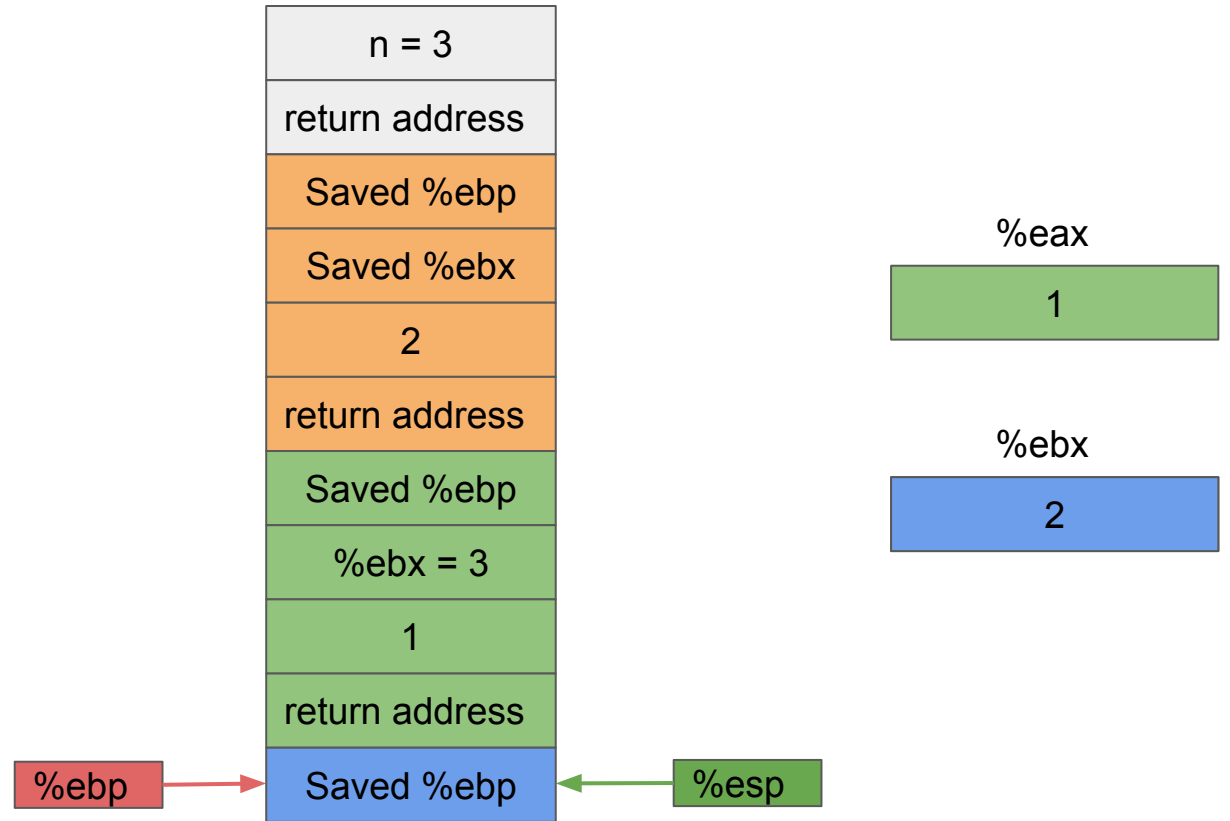 n = 3
return address
Saved %ebp
Saved %ebx
2
return address
Saved %ebp
%ebx = 3
1
return address
Saved %ebp
%ebp
%esp
%eax
1
%ebx
2